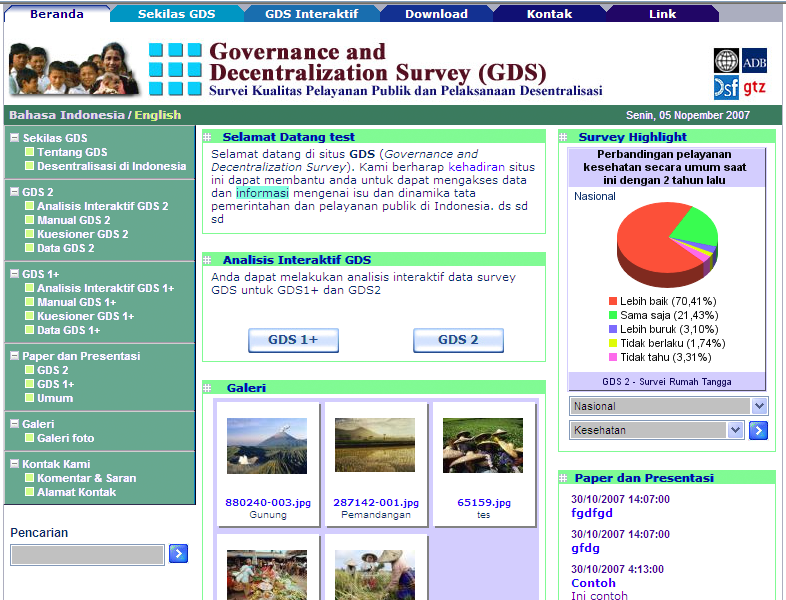 Beranda
Sekilas GDS
GDS Interaktif
Download
Kontak
Link
Governance and
Decentralization Survey (GDS)
Survei Kualitas Pelayanan Publik dan Pelaksanaan Desentralisasi
ADB
Dsf gtz
Bahasa Indonesia / English
Senin, 05 Nopember 2007
Sekilas GDS
Tentang GDS
Desentralisasi di Indonesia
GDS 2
Analisis Interaktif GDS 2
Manual GDS 2
Kuesioner GDS 2
Data GDS 2
GDS 1+
Analisis Interaktif GDS 1+
Manual GDS 1+
Kuesioner GDS 1+
Data GDS 1+
Paper dan Presentasi
GDS 2
GDS 1+
Umum
Galeri
Galeri foto
Kontak Kami
Komentar & Saran
Alamat Kontak
Pencarian
Selamat Datang test
Selamat datang di situs GDS (Governance and
Decentralization Survey). Kami berharap kehadiran situs
ini dapat membantu anda untuk dapat mengakses data
dan informasi mengenai isu dan dinamika tata
pemerintahan dan pelayanan publik di Indonesia. ds sd
sd
Analisis Interaktif GDS
Anda dapat melakukan analisis interaktif data survey
GDS untuk GDS1+ dan GDS2
GDS 1+
GDS 2
Galeri
880240-003.jpg
Gunung
287142-001.jpg
Pemandangan
65159.jpg
tes
Survey Highlight
Perbandingan pelayanan
kesehatan secara umum saat
ini dengan 2 tahun lalu
Nasional
Lebih baik (70,41%)
Sama saja (21,43%)
Lebih buruk (3,10%)
Tidak berlaku (1,74%)
Tidak tahu (3,31%)
GDS 2 - Survei Rumah Tangga
Nasional
Kesehatan
Paper dan Presentasi
30/10/2007 14:07:00
fgdfgd
30/10/2007 14:07:00
gfdg
30/10/2007 4:13:00
Contoh
Ini contoh